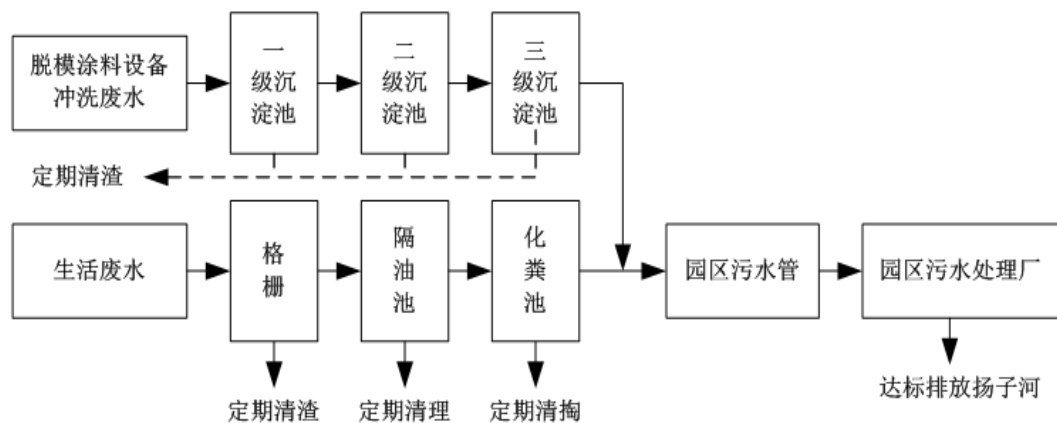 脱模涂料设备
冲洗废水
一
级沉
淀池
二
级沉
淀池
三
级沉
淀池
定期清渣
生活废水
格
栅
隔
油
池
化
粪
池
园区污水管
园区污水处理厂
定期清渣
定期清理
定期清掏
达标排放扬子河